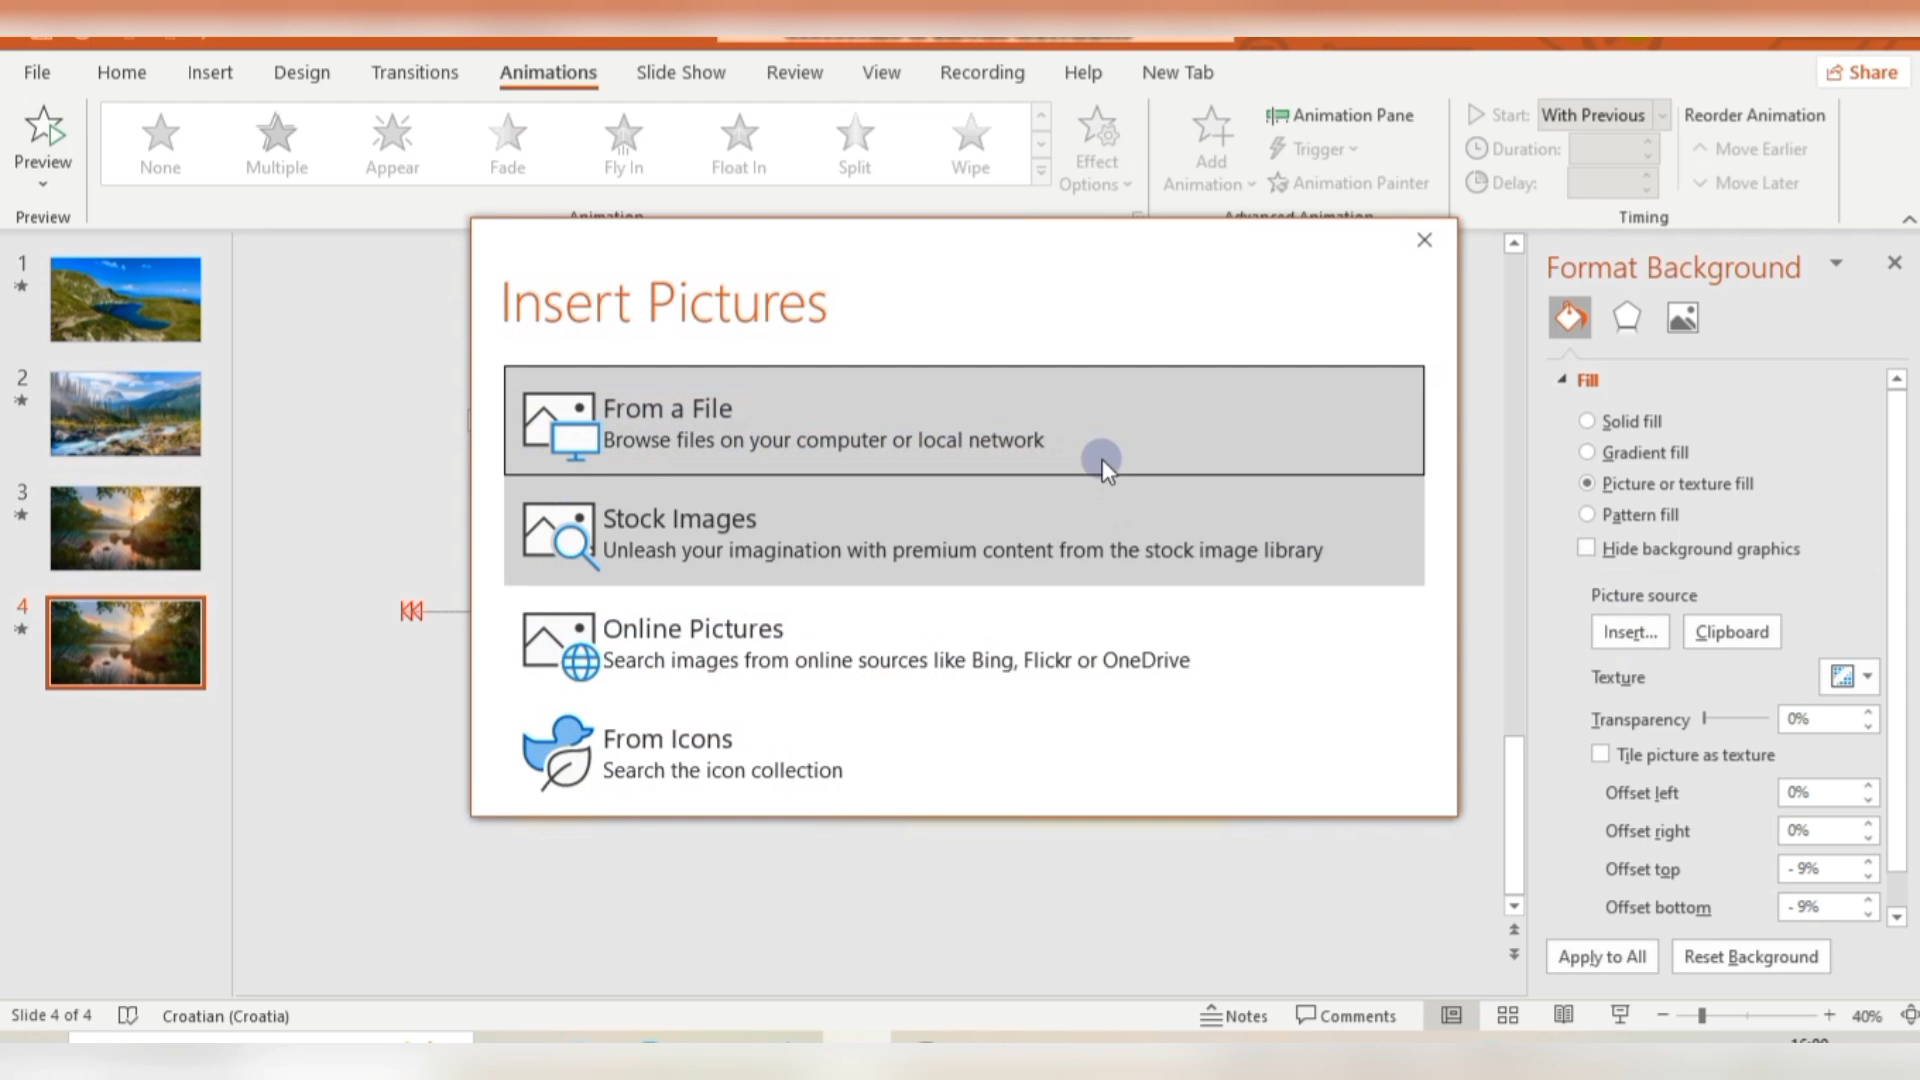 File Home Insert Design Transitions Animations Slide Show Review View Recording Help New Tab Share
Preview
None Multiple Appear Fade Fly In Float In Split Wipe
Effect Options
Add Animation
Animation Pane
Trigger
Animation Painter
Start: With Previous
Duration:
Delay:
Reorder Animation
Move Earlier
Move Later
Preview Animation Advanced Animation Timing
1
2
3
4
Insert Pictures
From a File
Browse files on your computer or local network
Stock Images
Unleash your imagination with premium content from the stock image library
Online Pictures
Search images from online sources like Bing, Flickr or OneDrive
From Icons
Search the icon collection
Format Background
Fill
Solid fill
Gradient fill
Picture or texture fill
Pattern fill
Hide background graphics
Picture source
Insert... Clipboard
Texture
Transparency 0%
Tile picture as texture
Offset left 0%
Offset right 0%
Offset top - 9%
Offset bottom - 9%
Apply to All Reset Background
Slide 4 of 4 Croatian (Croatia) Notes Comments 40%